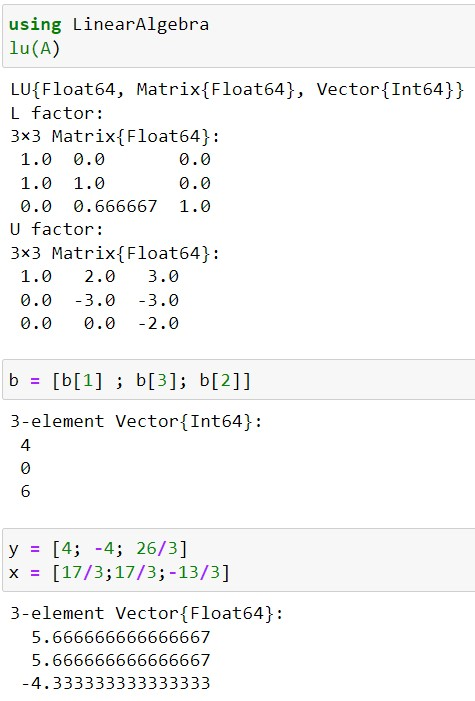 using LinearAlgebra
lu(A)
LU{Float64, Matrix{Float64}, Vector{Int64}}
L factor:
3×3 Matrix{Float64}:
1.0 0.0 0.0
1.0 1.0 0.0
0.0 0.666667 1.0
U factor:
3×3 Matrix{Float64}:
1.0 2.0 3.0
0.0 -3.0 -3.0
0.0 0.0 -2.0
b = [b[1] ; b[3]; b[2]]
3-element Vector{Int64}:
4
0
6
y = [4; -4; 26/3]
x = [17/3;17/3;-13/3]
3-element Vector{Float64}:
5.666666666666667
5.666666666666667
-4.333333333333333